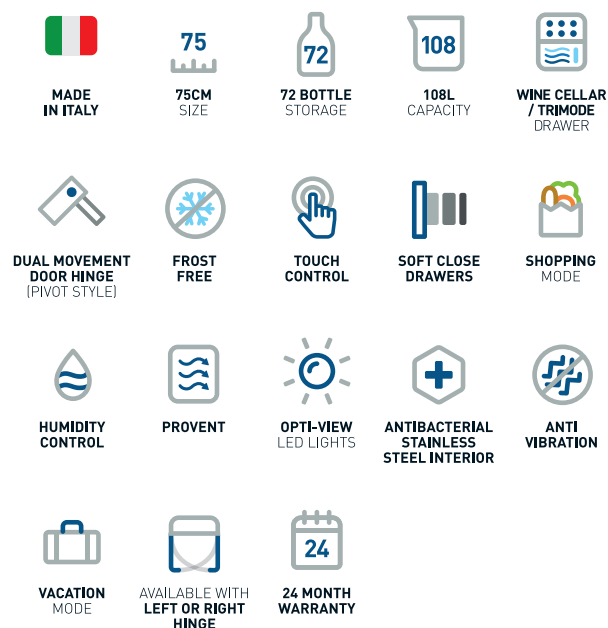 75
72
108
MADE
IN ITALY
75CM
SIZE
72 BOTTLE
STORAGE
108L
CAPACITY
WINE CELLAR
/ TRIMODE
DRAWER
DUAL MOVEMENT
DOOR HINGE
(PIVOT STYLE)
FROST
FREE
TOUCH
CONTROL
SOFT CLOSE
DRAWERS
SHOPPING
MODE
HUMIDITY
CONTROL
PROVENT
OPTI-VIEW
LED LIGHTS
ANTIBACTERIAL
STAINLESS
STEEL INTERIOR
ANTI
VIBRATION
24
VACATION
MODE
AVAILABLE WITH
LEFT OR RIGHT
HINGE
24 MONTH
WARRANTY